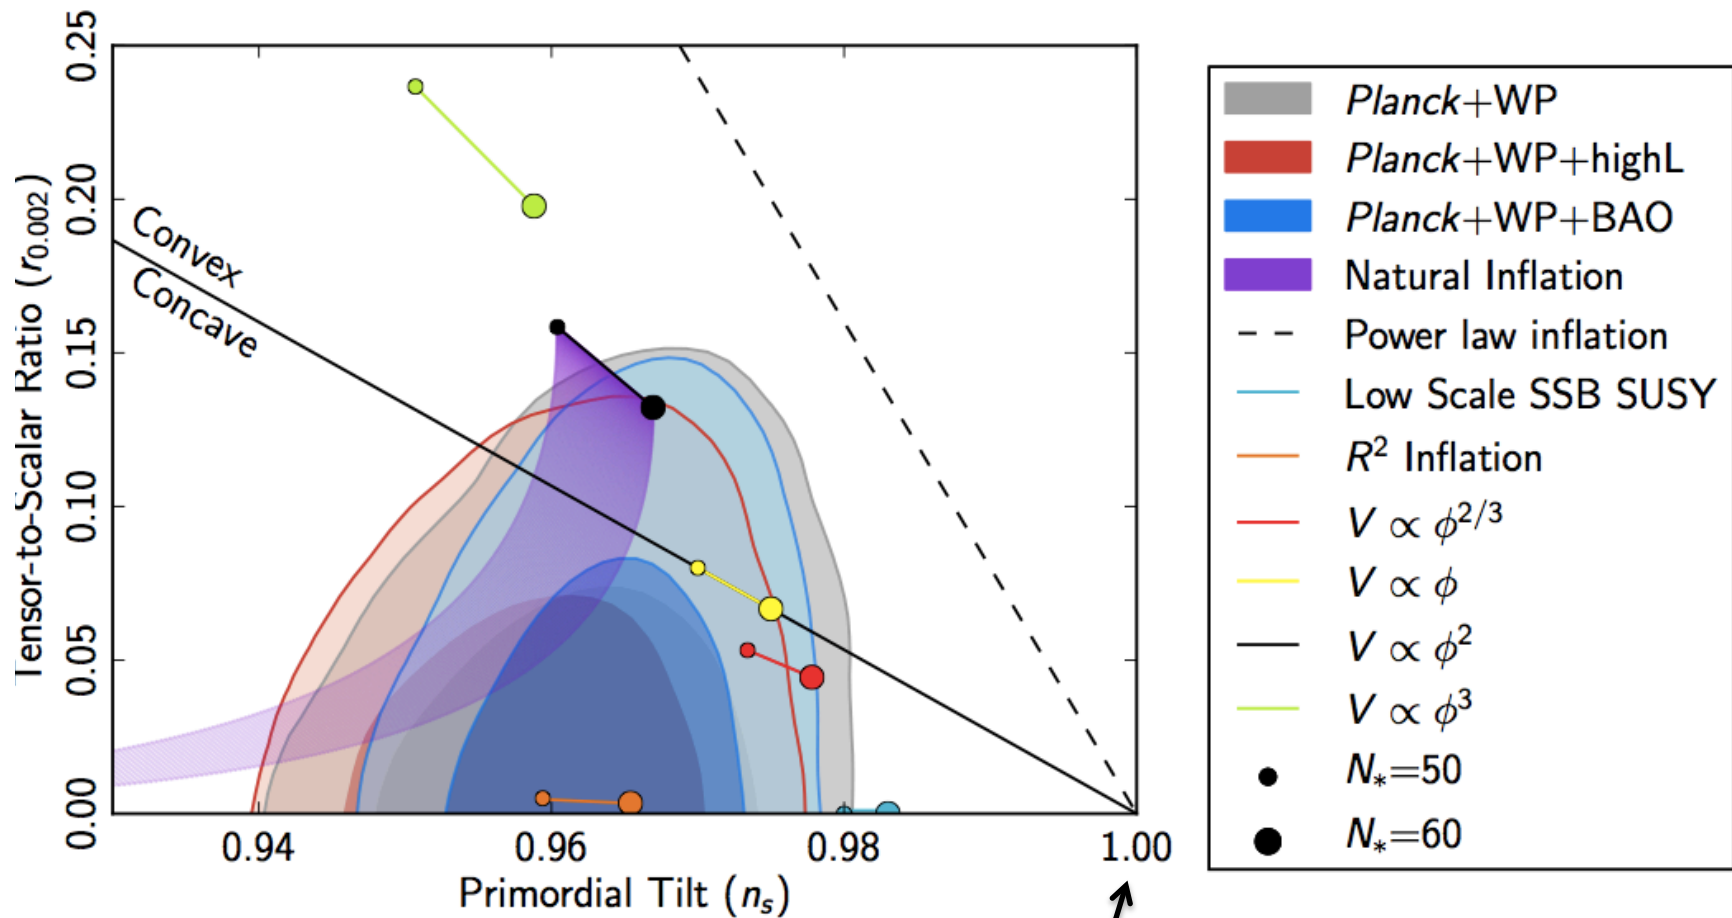 0.25
0.20
0.15
0.10
0.05
0.00
Tensor-to-Scalar Ratio (r0.002)
Convex
Concave
0.94
0.96
0.98
1.00
Primordial Tilt (ns)
Planck+WP
Planck+WP+highL
Planck+WP+BAO
Natural Inflation
Power law inflation
Low Scale SSB SUSY
R² Inflation
V ∝ ϕ^2/3
V ∝ ϕ
V ∝ ϕ²
V ∝ ϕ³
N*=50
N*=60